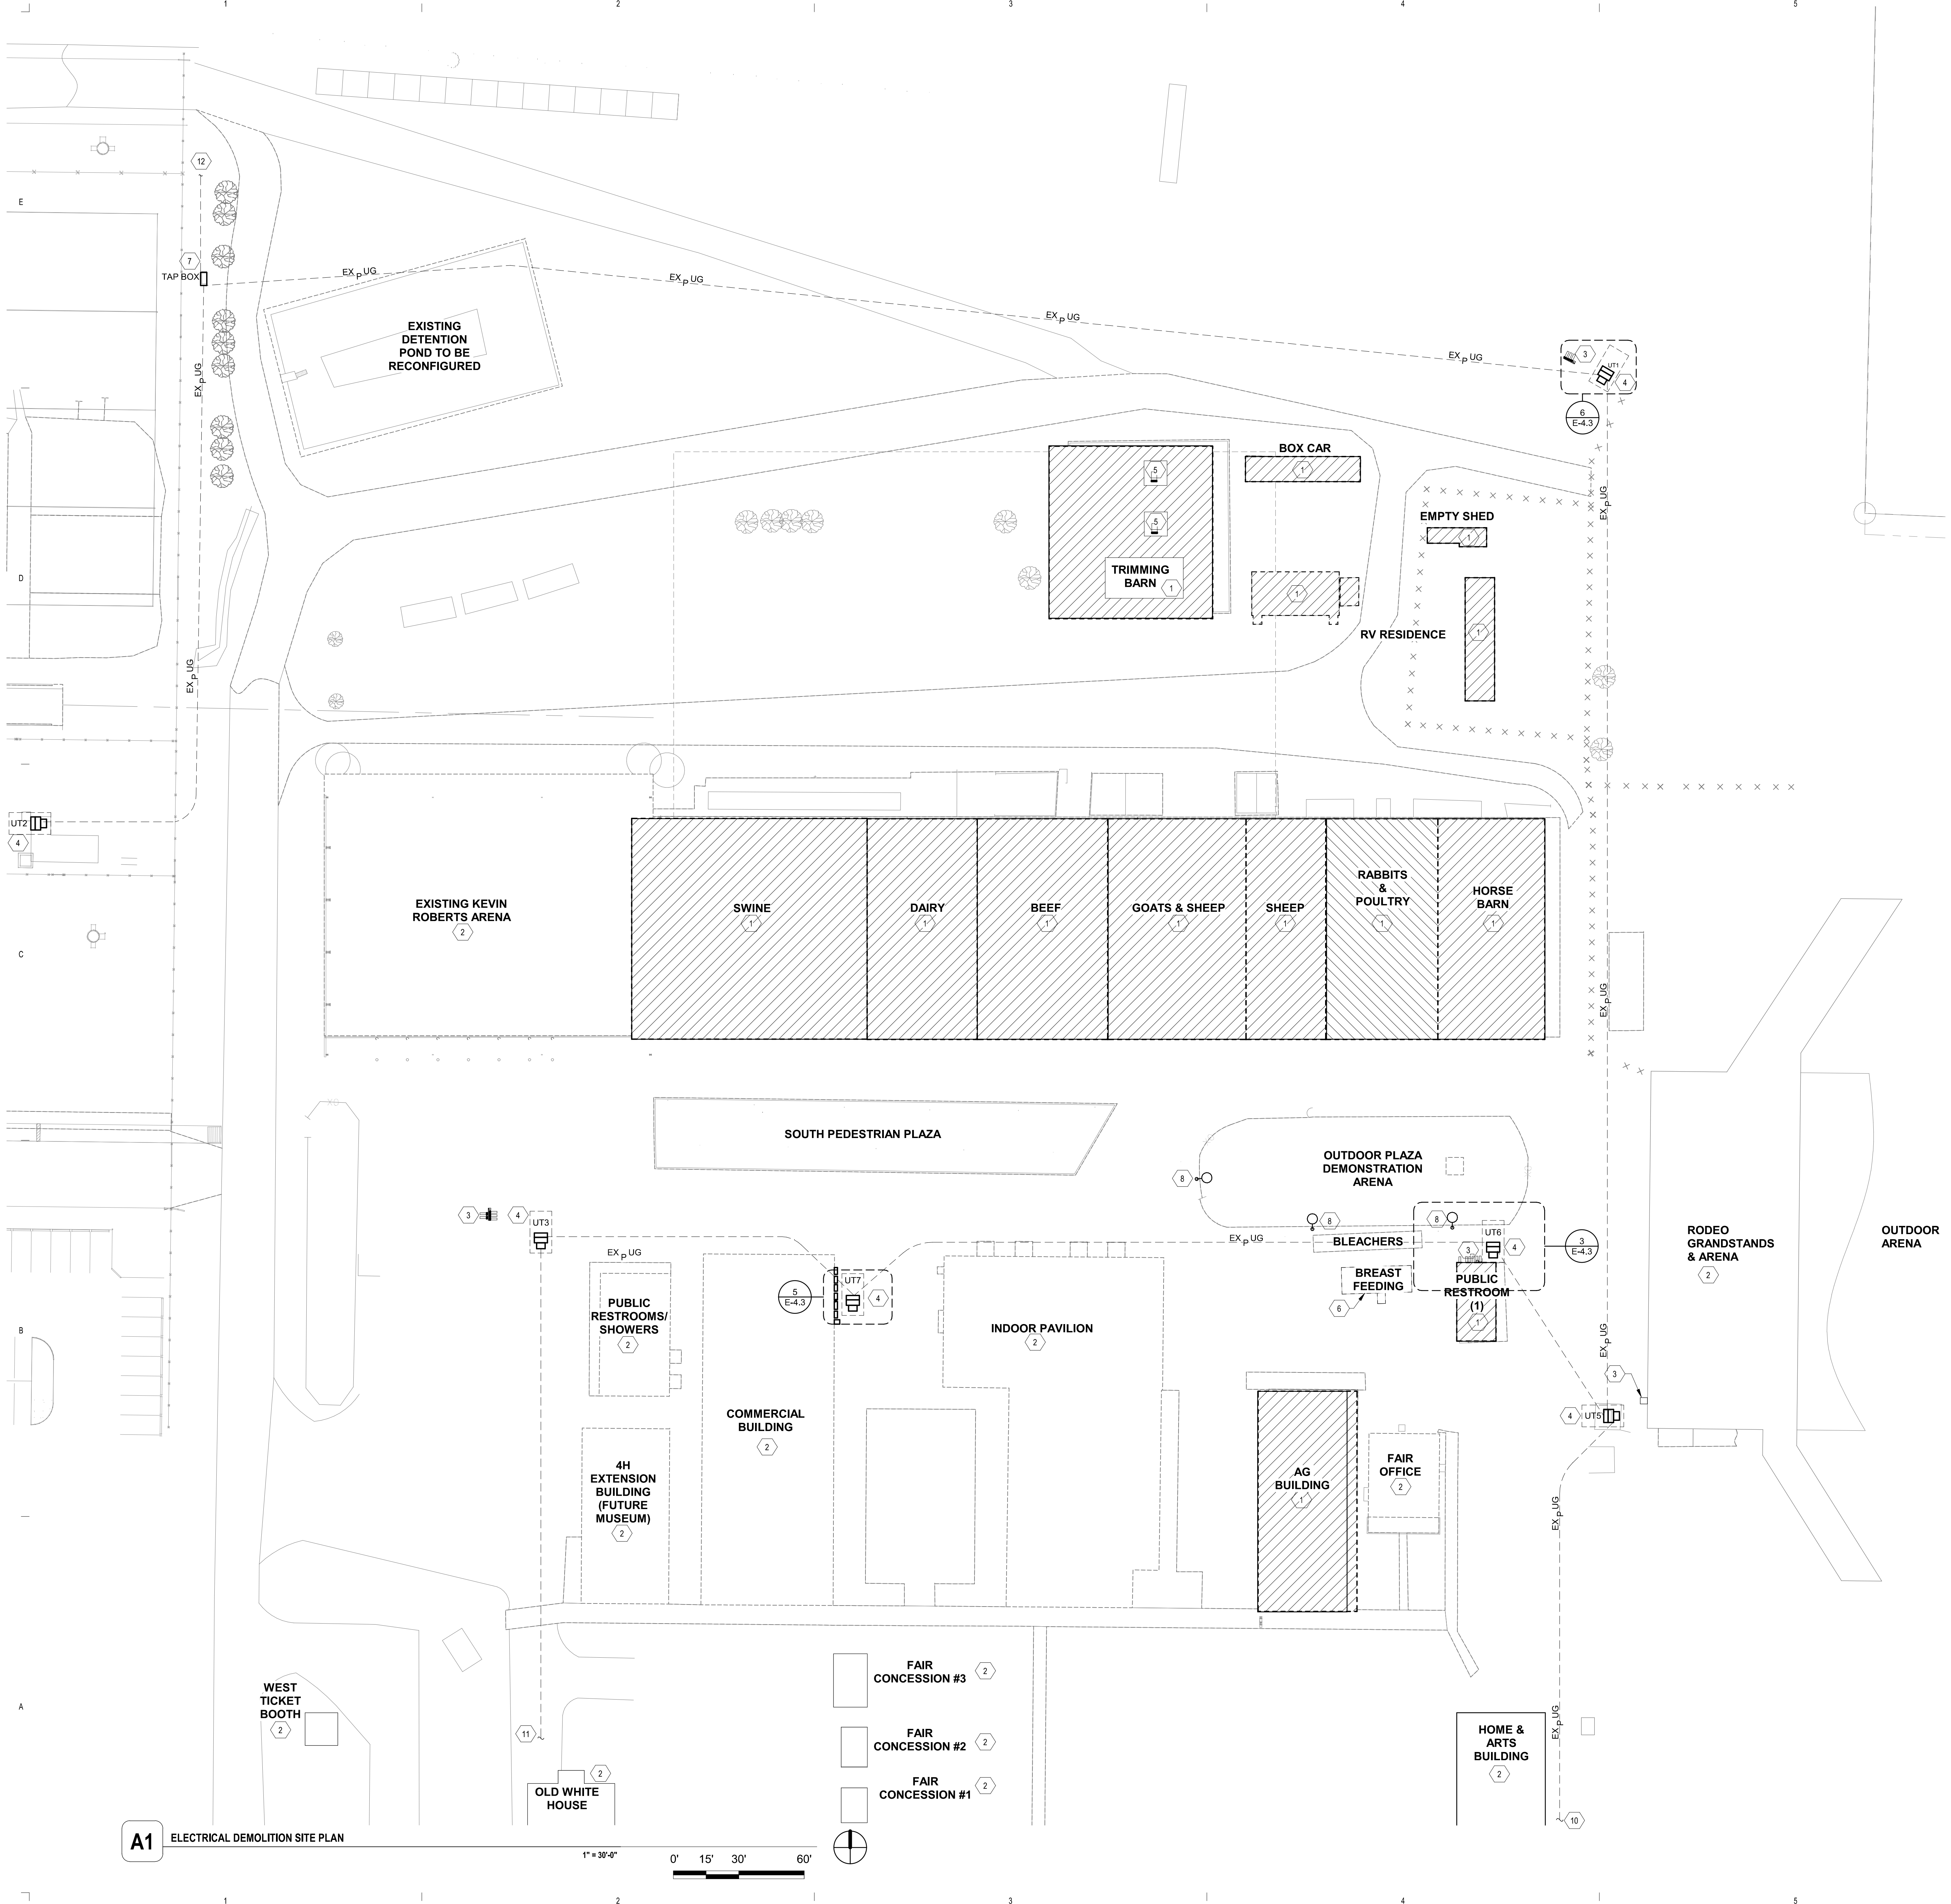 1
2
3
4
5
12
E
7
TAP BOX
EX P UG
EX P UG
EX P UG
EX P UG
EX P UG
EXISTING
DETENTION
POND TO BE
RECONFIGURED
3
UT1
4
6
E-4.3
BOX CAR
1
5
5
TRIMMING
BARN
1
1
EX P UG
EMPTY SHED
1
D
RV RESIDENCE
1
EX P UG
UT2
4
EXISTING KEVIN
ROBERTS ARENA
2
SWINE
1
DAIRY
1
BEEF
1
GOATS & SHEEP
1
SHEEP
1
RABBITS
&
POULTRY
1
HORSE
BARN
1
C
EX P UG
SOUTH PEDESTRIAN PLAZA
OUTDOOR PLAZA
DEMONSTRATION
ARENA
8
3
4
UT3
EX P UG
EX P UG
8
8
BLEACHERS
UT6
3
4
3
E-4.3
RODEO
GRANDSTANDS
& ARENA
2
OUTDOOR
ARENA
5
E-4.3
UT7
4
BREAST
FEEDING
6
PUBLIC
RESTROOM
(1)
1
PUBLIC
RESTROOMS/
SHOWERS
2
INDOOR PAVILION
2
B
EX P UG
3
COMMERCIAL
BUILDING
2
4
UT5
4H
EXTENSION
BUILDING
(FUTURE
MUSEUM)
2
AG
BUILDING
1
FAIR
OFFICE
2
EX P UG
FAIR
CONCESSION #3
2
WEST
TICKET
BOOTH
2
A
11
FAIR
CONCESSION #2
2
HOME &
ARTS
BUILDING
2
EX P UG
2
OLD WHITE
HOUSE
FAIR
CONCESSION #1
2
10
A1
ELECTRICAL DEMOLITION SITE PLAN
1" = 30'-0"
0' 15' 30' 60'
1
2
3
4
5